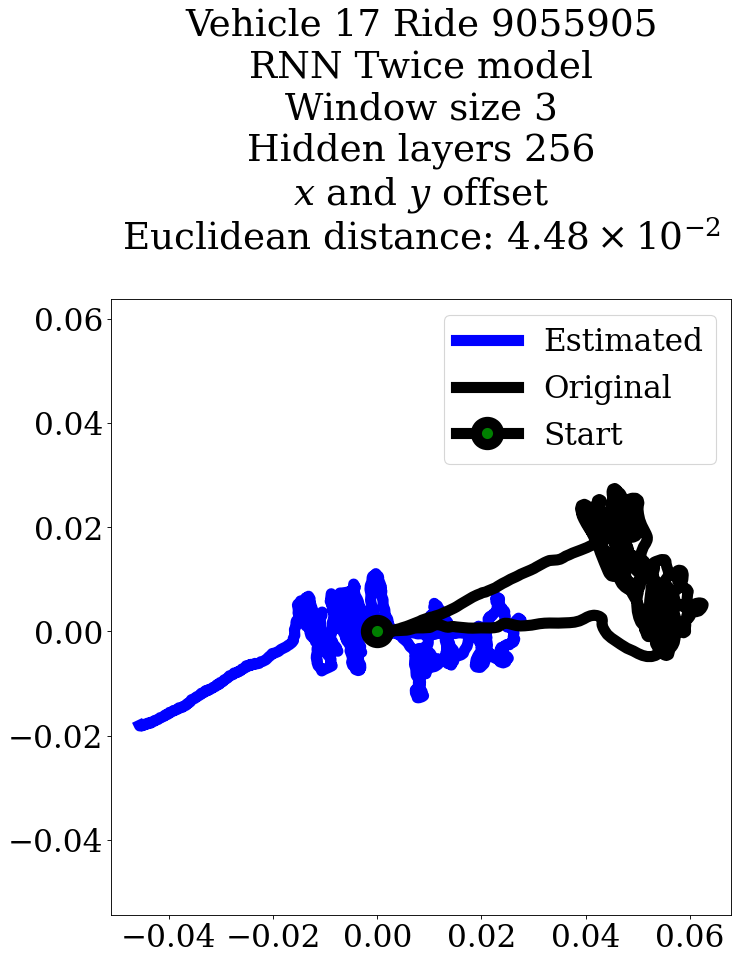 Vehicle 17 Ride 9055905
RNN Twice model
Window size 3
Hidden layers 256
x and y offset
Euclidean distance: 4.48 × 10⁻²
Estimated
Original
Start
0.06
0.04
0.02
0.00
−0.02
−0.04
−0.04 −0.02 0.00 0.02 0.04 0.06